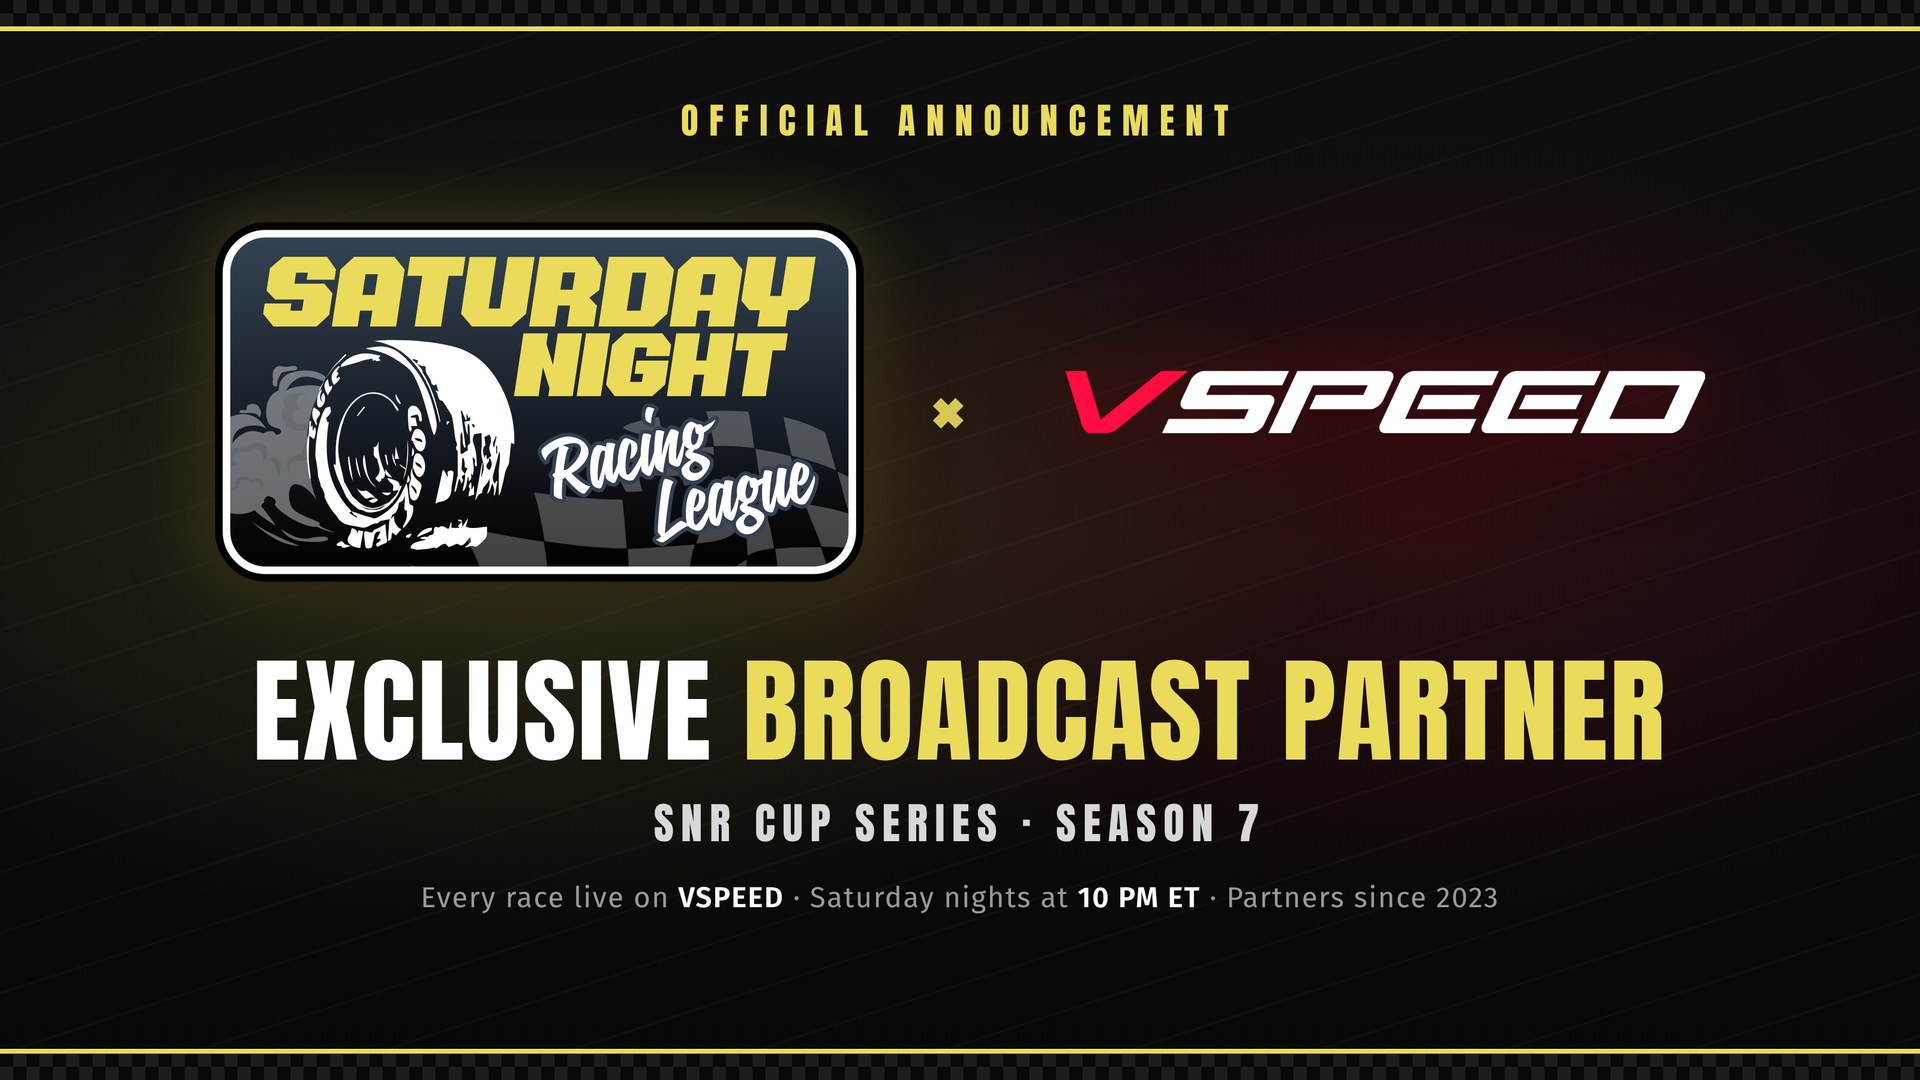 OFFICIAL ANNOUNCEMENT
SATURDAY
NIGHT
Racing
League
EAGLE
GOOD
VSPEED
EXCLUSIVE BROADCAST PARTNER
SNR CUP SERIES · SEASON 7
Every race live on VSPEED · Saturday nights at 10 PM ET · Partners since 2023